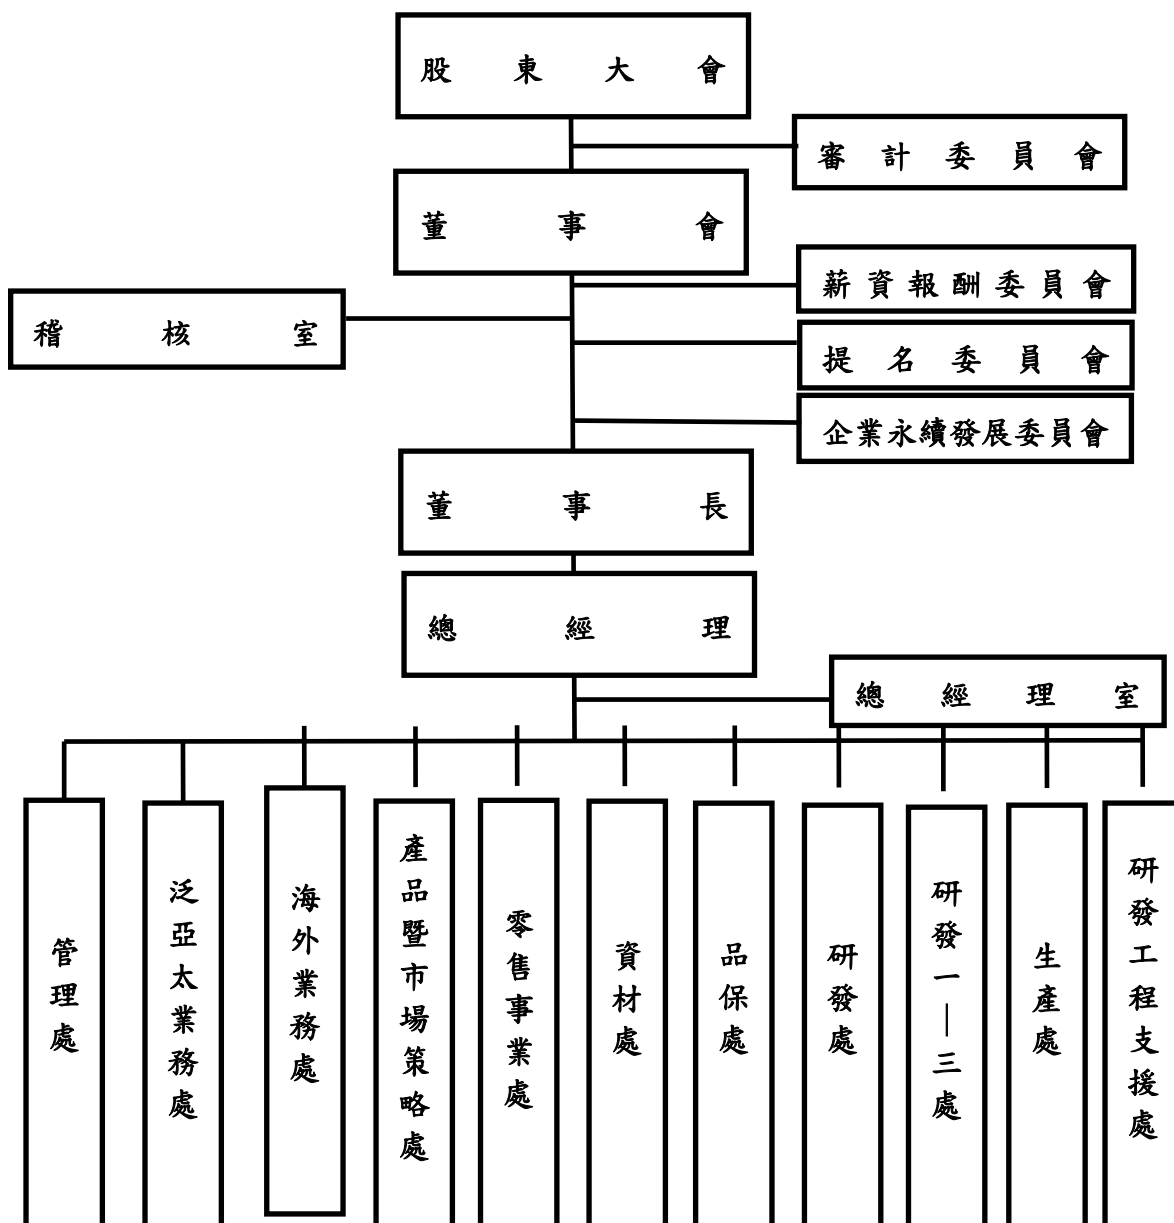 股東大會
審計委員會
董事會
薪資報酬委員會
稽核室
提名委員會
企業永續發展委員會
董事長
總經理
總經理室
管理處
泛亞太業務處
海外業務處
產品暨市場策略處
零售事業處
資材處
品保處
研發處
研發一—三處
生產處
研發工程支援處